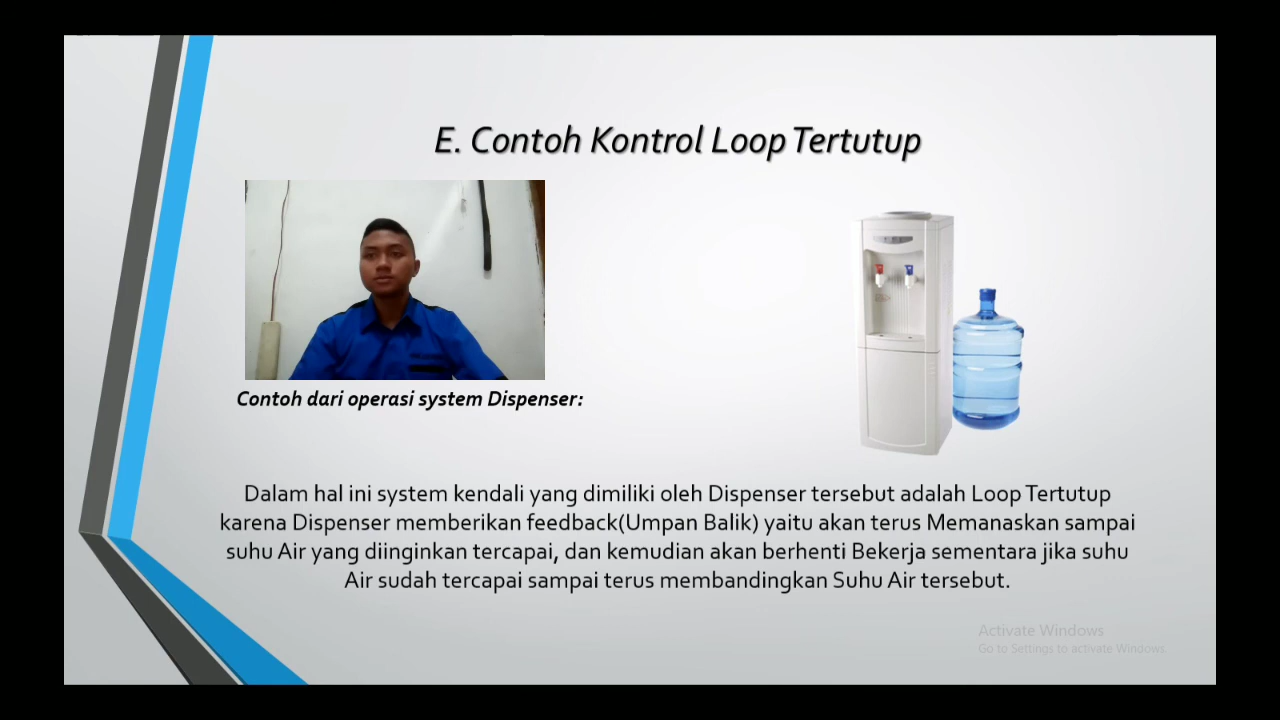 E. Contoh Kontrol Loop Tertutup
Contoh dari operasi system Dispenser:
Dalam hal ini system kendali yang dimiliki oleh Dispenser tersebut adalah Loop Tertutup
karena Dispenser memberikan feedback(Umpan Balik) yaitu akan terus Memanaskan sampai
suhu Air yang diinginkan tercapai, dan kemudian akan berhenti Bekerja sementara jika suhu
Air sudah tercapai sampai terus membandingkan Suhu Air tersebut.
Activate Windows
Go to Settings to activate Windows.